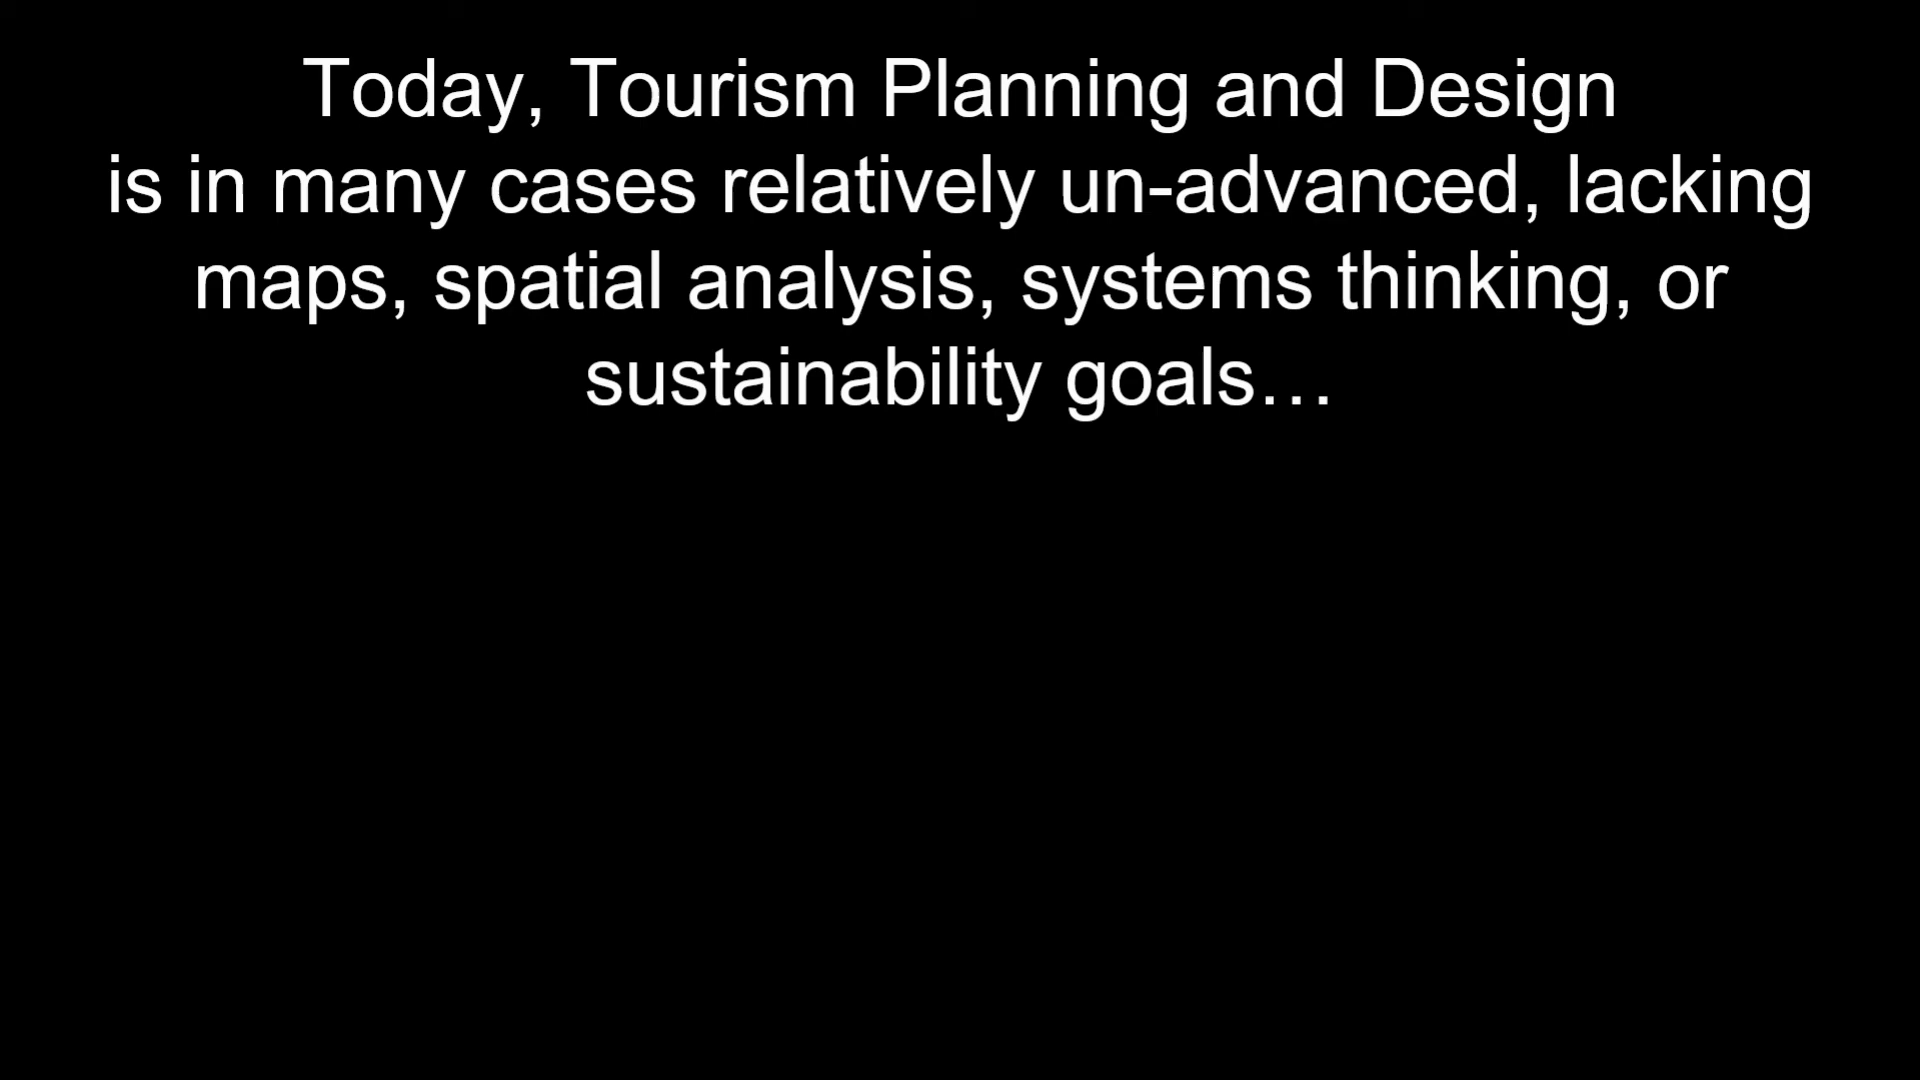 Today, Tourism Planning and Design
is in many cases relatively un-advanced, lacking
maps, spatial analysis, systems thinking, or
sustainability goals…